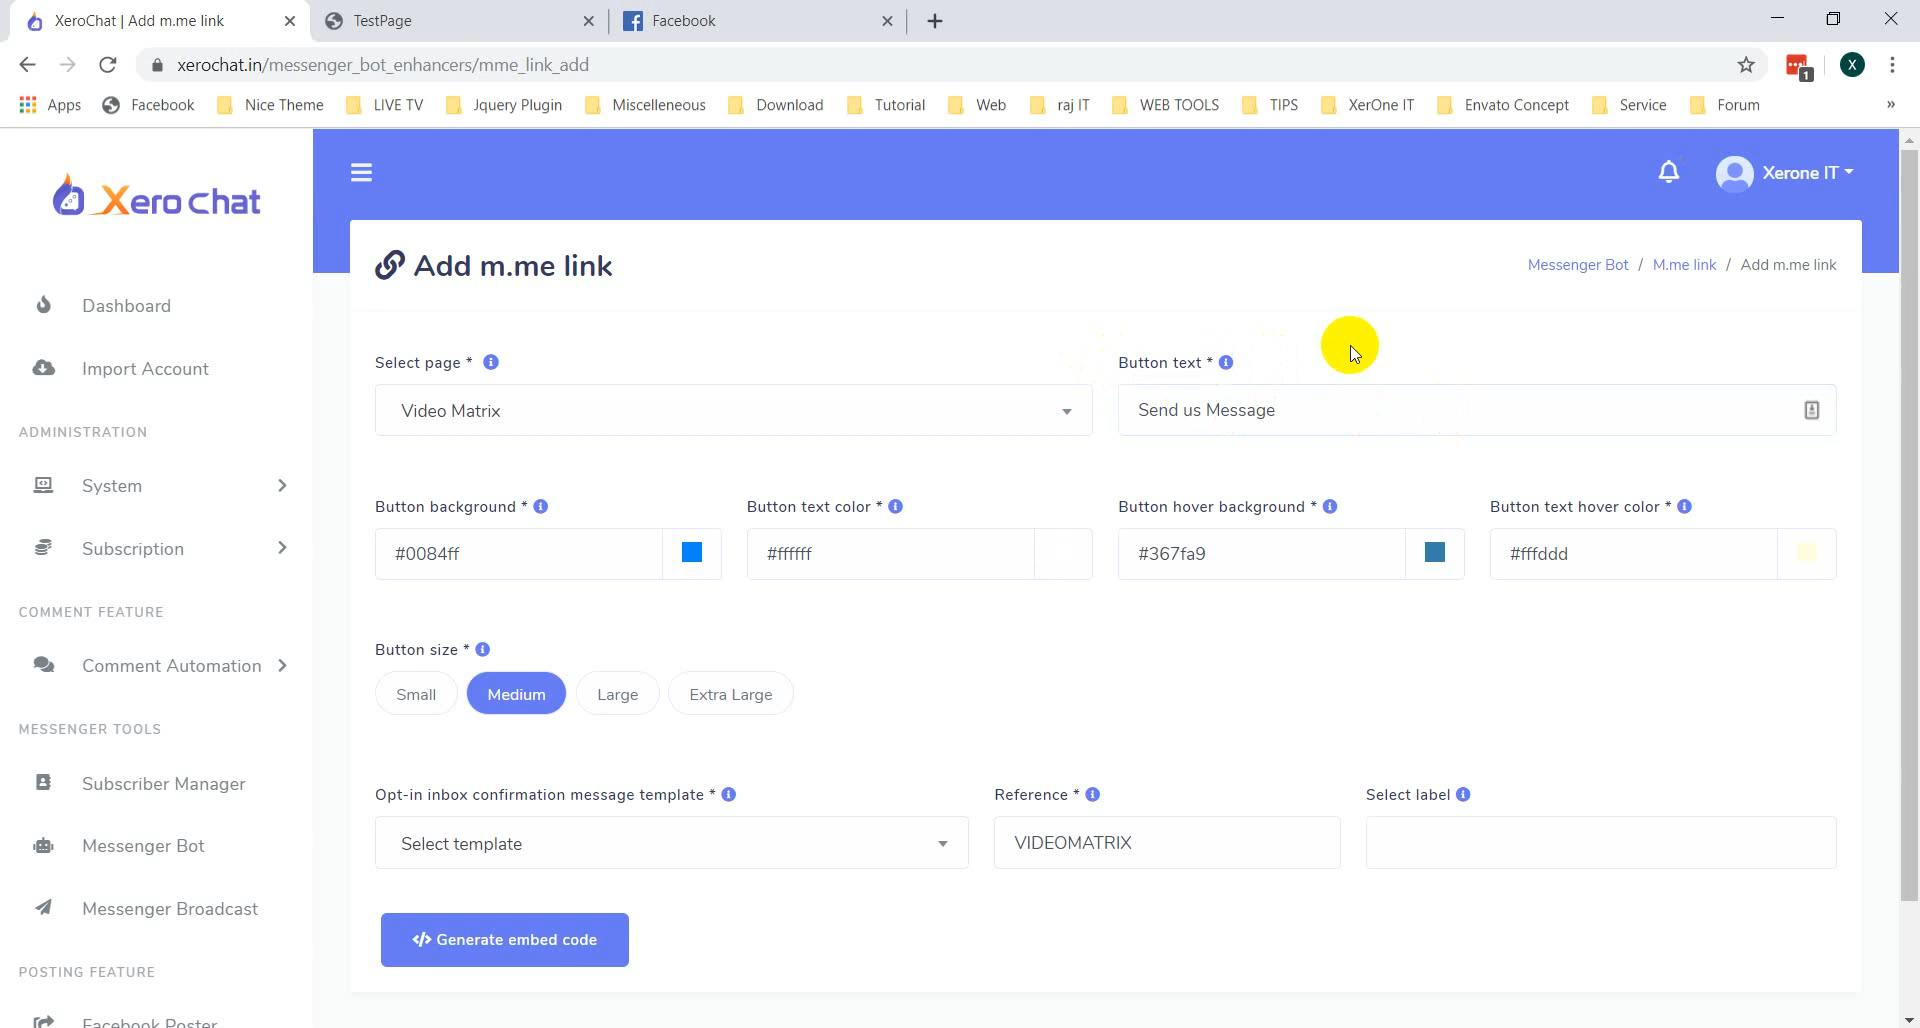 XeroChat | Add m.me link TestPage Facebook
xerochat.in/messenger_bot_enhancers/mme_link_add 1 X
Apps Facebook Nice Theme LIVE TV Jquery Plugin Miscelleneous Download Tutorial Web raj IT WEB TOOLS TIPS XerOne IT Envato Concept Service Forum »
Xero chat
Xerone IT
Add m.me link
Messenger Bot / M.me link / Add m.me link
Dashboard
Import Account
ADMINISTRATION
System
Subscription
COMMENT FEATURE
Comment Automation
MESSENGER TOOLS
Subscriber Manager
Messenger Bot
Messenger Broadcast
POSTING FEATURE
Facebook Poster
Select page * Button text *
Video Matrix Send us Message
Button background * Button text color * Button hover background * Button text hover color *
#0084ff #ffffff #367fa9 #fffddd
Button size *
Small Medium Large Extra Large
Opt-in inbox confirmation message template * Reference * Select label
Select template VIDEOMATRIX
</> Generate embed code